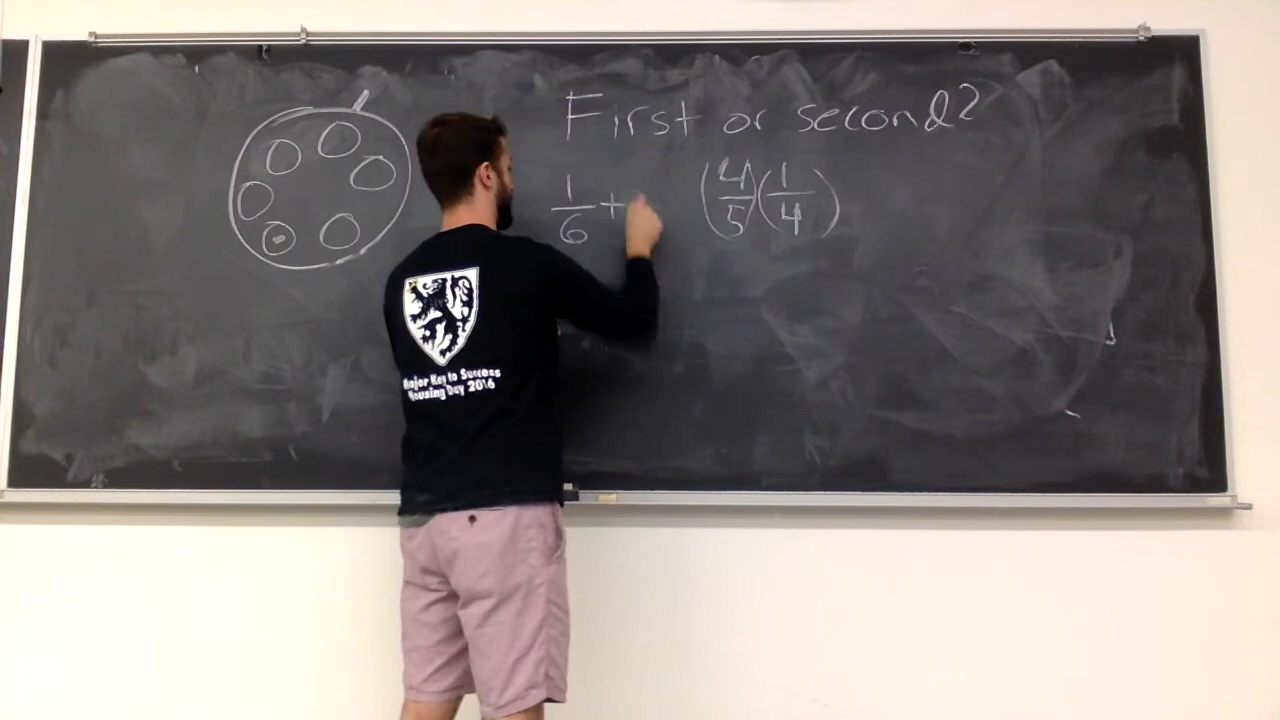 First or second?
1/6 + (4/5)(1/4)
Major Key to Success
Housing Day 2016